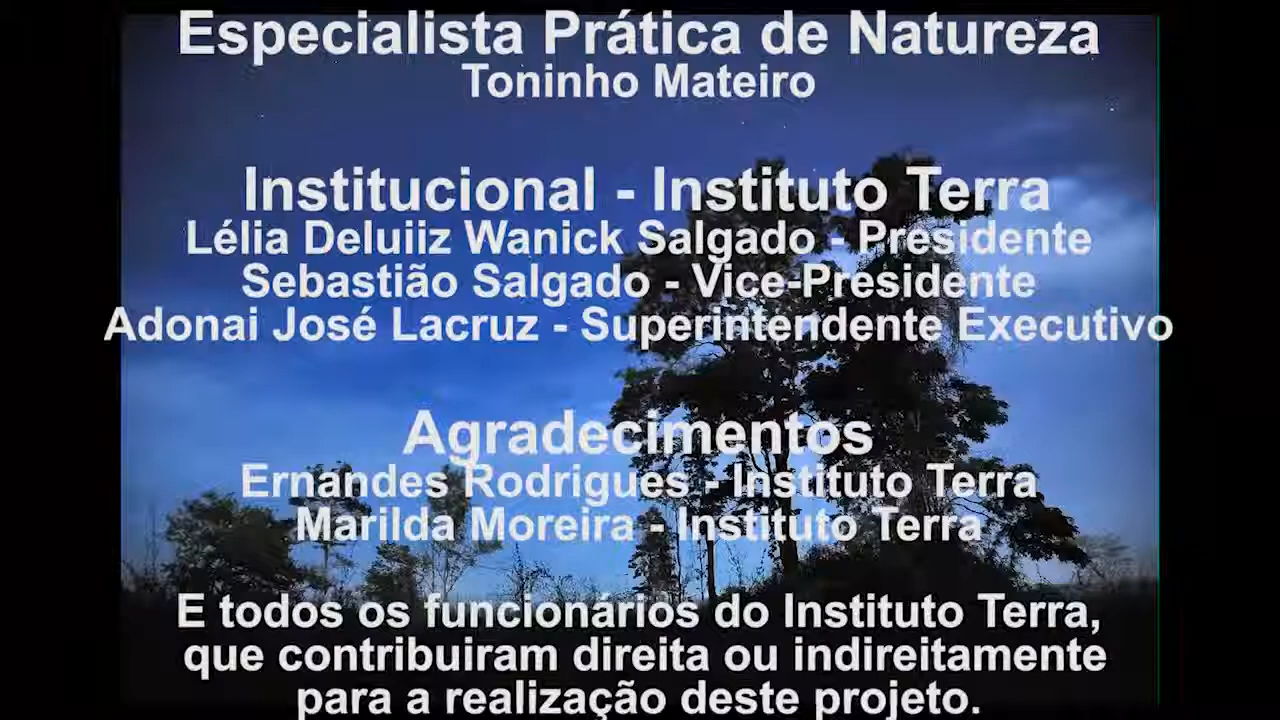 Especialista Prática de Natureza
Toninho Mateiro
Institucional - Instituto Terra
Lélia Deluiiz Wanick Salgado - Presidente
Sebastião Salgado - Vice-Presidente
Adonai José Lacruz - Superintendente Executivo
Agradecimentos
Ernandes Rodrigues - Instituto Terra
Marilda Moreira - Instituto Terra
E todos os funcionários do Instituto Terra,
que contribuiram direita ou indireitamente
para a realização deste projeto.